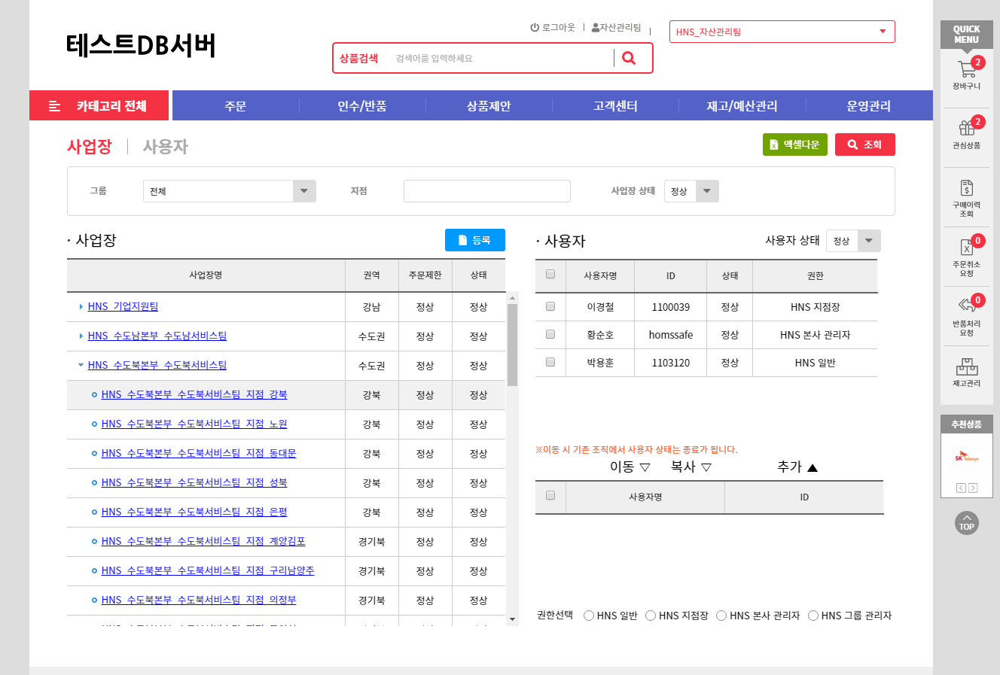 테스트DB서버
로그아웃 | 자산관리팀 |
HNS_자산관리팀
상품검색 검색어를 입력하세요
카테고리 전체 주문 인수/반품 상품제안 고객센터 재고/예산관리 운영관리
사업장 | 사용자
엑셀다운 조회
그룹 전체 지점 사업장 상태 정상
· 사업장
등록
사업장명 권역 주문제한 상태
HNS_기업지원팀 강남 정상 정상
HNS_수도남본부_수도남서비스팀 수도권 정상 정상
HNS_수도북본부_수도북서비스팀 수도권 정상 정상
HNS_수도북본부_수도북서비스팀_지점_강북 강북 정상 정상
HNS_수도북본부_수도북서비스팀_지점_노원 강북 정상 정상
HNS_수도북본부_수도북서비스팀_지점_동대문 강북 정상 정상
HNS_수도북본부_수도북서비스팀_지점_성북 강북 정상 정상
HNS_수도북본부_수도북서비스팀_지점_은평 강북 정상 정상
HNS_수도북본부_수도북서비스팀_지점_계양김포 경기북 정상 정상
HNS_수도북본부_수도북서비스팀_지점_구리남양주 경기북 정상 정상
HNS_수도북본부_수도북서비스팀_지점_의정부 경기북 정상 정상
· 사용자
사용자 상태 정상
사용자명 ID 상태 권한
이경철 1100039 정상 HNS 지점장
황순호 homssafe 정상 HNS 본사 관리자
박용훈 1103120 정상 HNS 일반
※이동 시 기존 조직에서 사용자 상태는 종료가 됩니다.
이동 ▽ 복사 ▽ 추가 ▲
사용자명 ID
권한선택 HNS 일반 HNS 지점장 HNS 본사 관리자 HNS 그룹 관리자
QUICK
MENU
2
장바구니
2
관심상품
구매이력
조회
0
주문취소
요청
0
반품처리
요청
재고관리
추천상품
SK Telesys
TOP